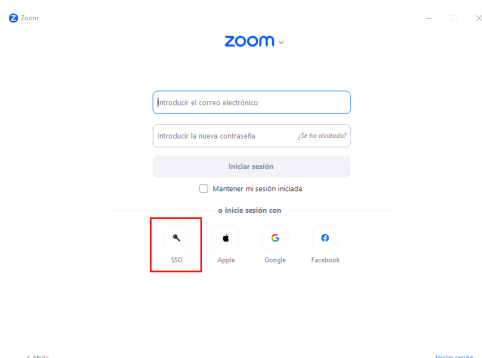 Zoom
zoom
Introducir el correo electrónico
Introducir la nueva contraseña ¿Se ha olvidado?
Iniciar sesión
Mantener mi sesión iniciada
o inicie sesión con
SSO Apple Google Facebook
< Atrás Iniciar sesión